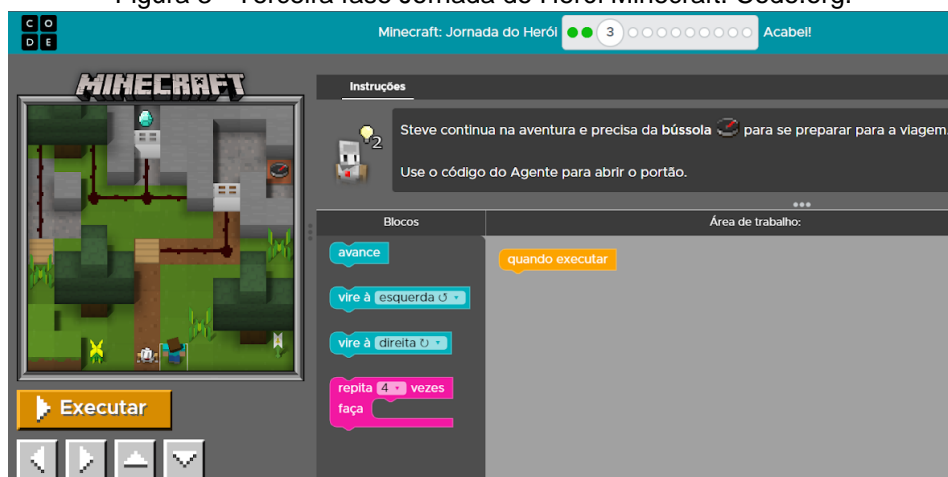 Figura 8 - Terceira fase Jornada do Herói Minecraft. Code.org.
C O
D E
Minecraft: Jornada do Herói 3 Acabei!
MINECRAFT
Instruções
2
Steve continua na aventura e precisa da bússola para se preparar para a viagem.
Use o código do Agente para abrir o portão.
Blocos
Área de trabalho:
avance
quando executar
vire à esquerda ↺
vire à direita ↻
repita 4 vezes
faça
Executar